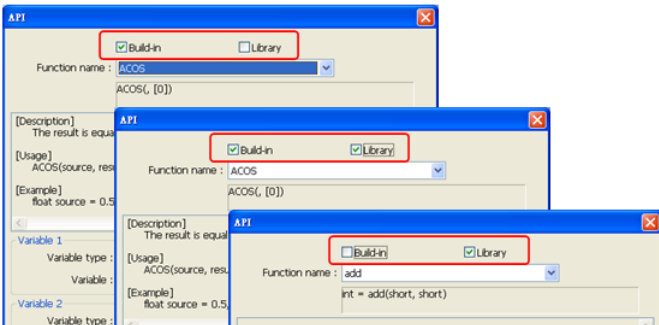 API
Build-in Library
Function name : ACOS
ACOS(, [0])
[Description]
The result is equa
[Usage]
ACOS(source, res
[Example]
float source = 0.5
Variable 1
Variable type :
Variable :
Variable 2
Variable type :
API
Build-in Library
Function name : ACOS
ACOS(, [0])
[Description]
The result is equal
[Usage]
ACOS(source, resu
[Example]
float source = 0.5,
API
Build-in Library
Function name : add
int = add(short, short)